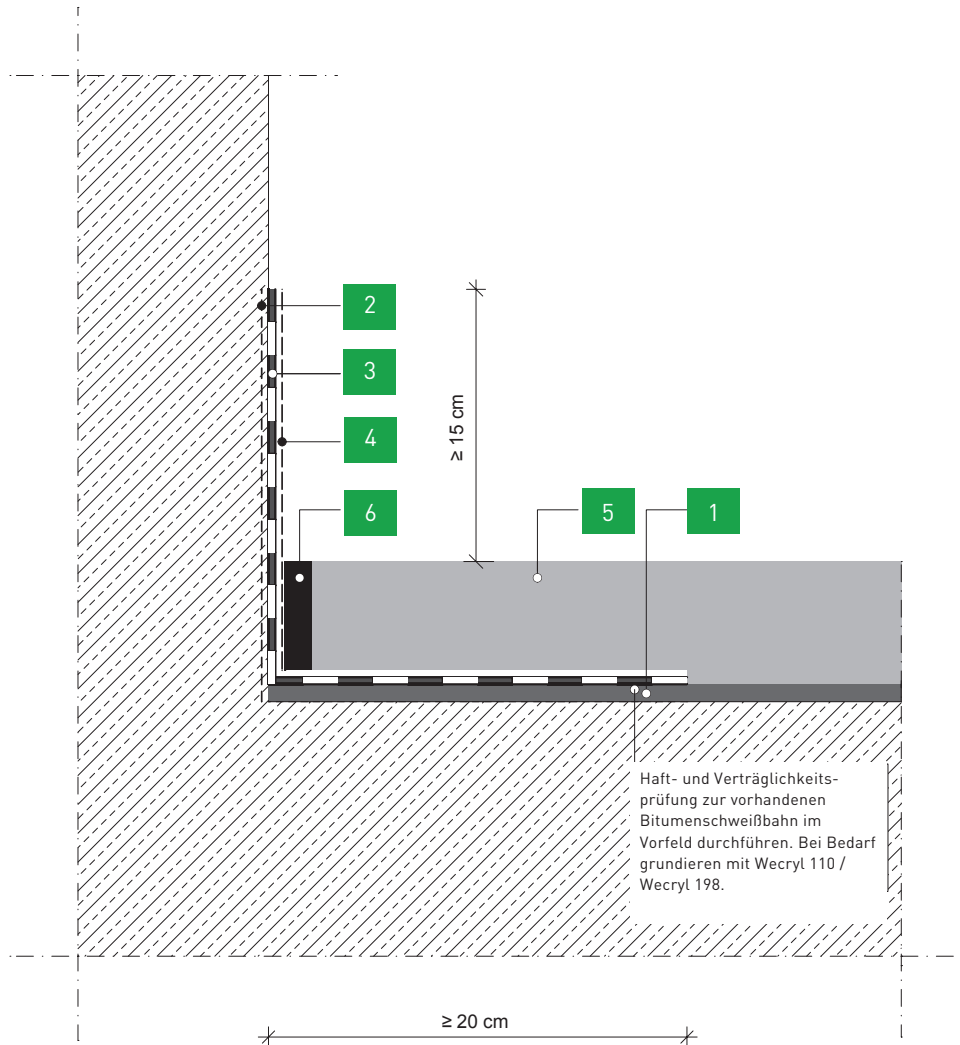 2
3
≥ 15 cm
4
6
5
1
Haft- und Verträglichkeits-
prüfung zur vorhandenen
Bitumenschweißbahn im
Vorfeld durchführen. Bei Bedarf
grundieren mit Wecryl 110 /
Wecryl 198.
≥ 20 cm